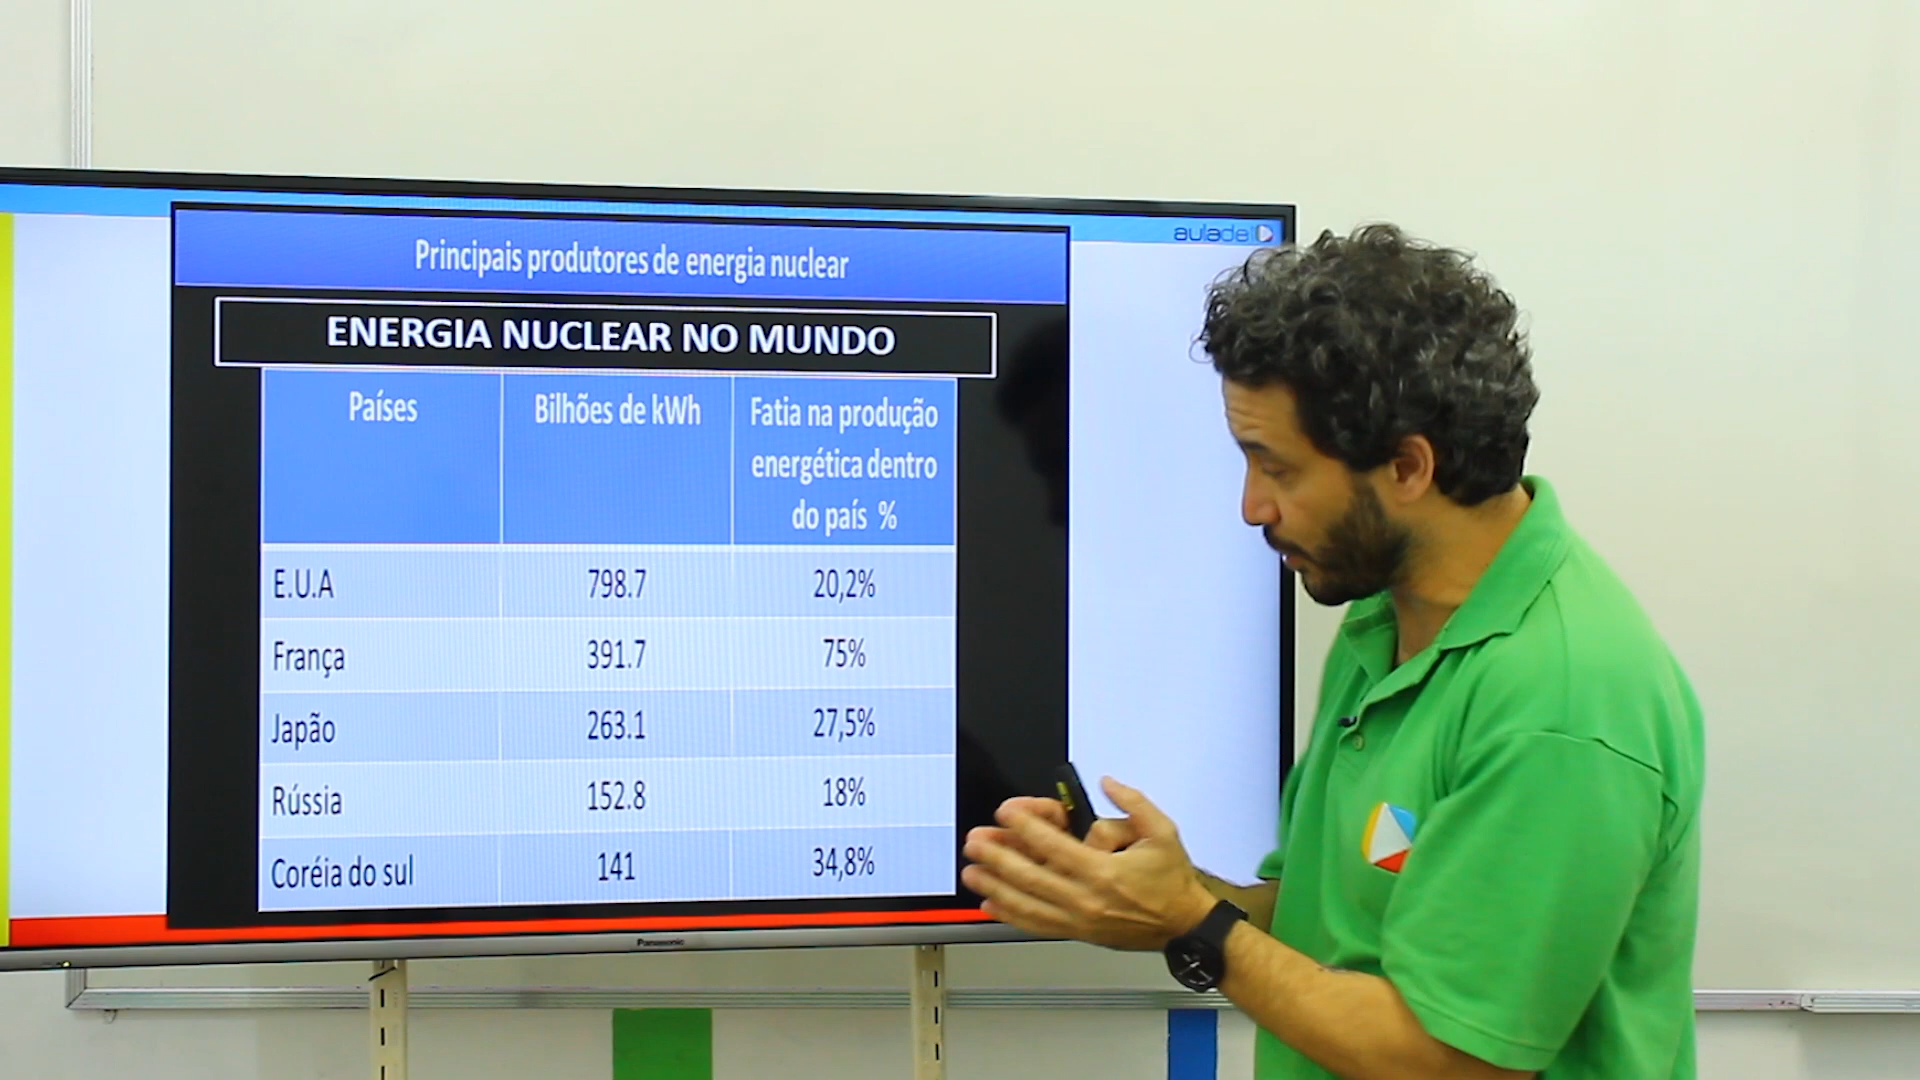 aulade
Principais produtores de energia nuclear
ENERGIA NUCLEAR NO MUNDO
Países Bilhões de kWh Fatia na produção
energética dentro
do país %
E.U.A 798.7 20,2%
França 391.7 75%
Japão 263.1 27,5%
Rússia 152.8 18%
Coréia do sul 141 34,8%
Panasonic